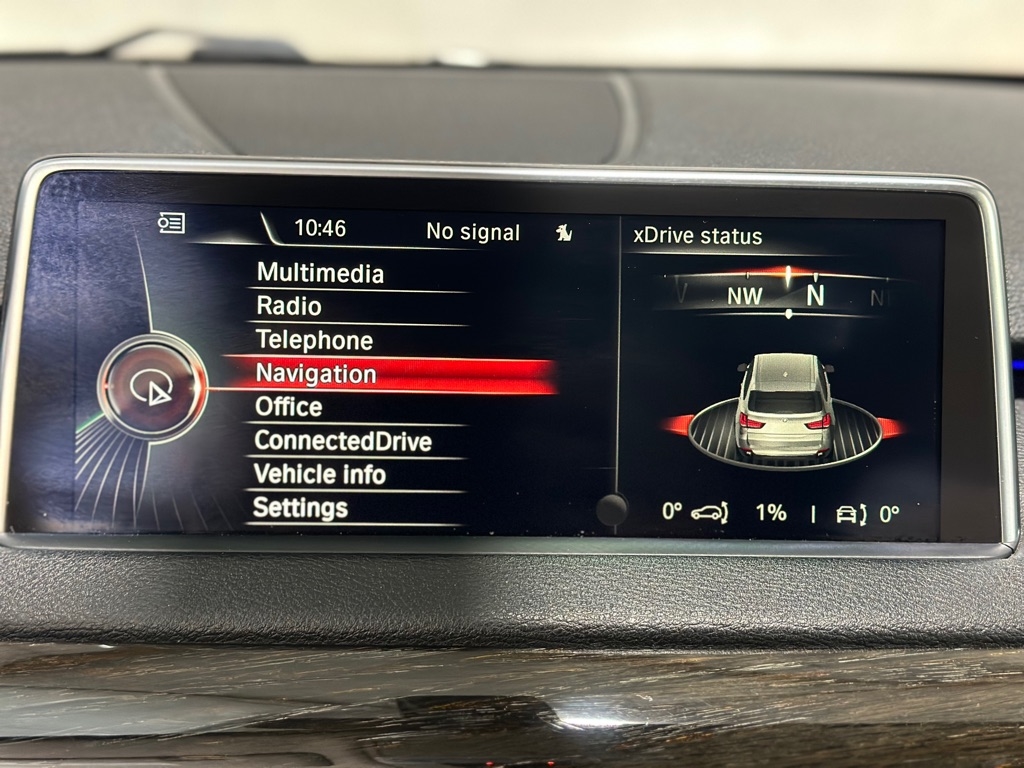 10:46 No signal
Multimedia
Radio
Telephone
Navigation
Office
ConnectedDrive
Vehicle info
Settings
xDrive status
NW N
0° 1% | 0°